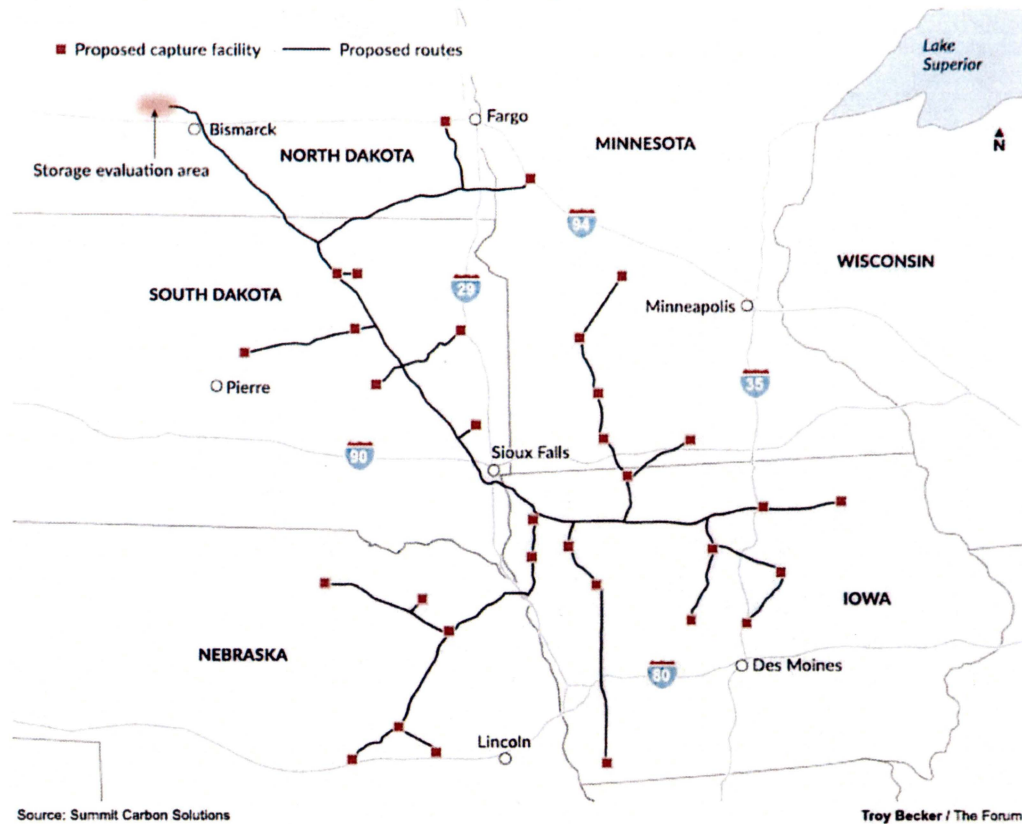 Proposed capture facility
Proposed routes
Lake
Superior
Fargo
Bismarck
MINNESOTA
N
NORTH DAKOTA
Storage evaluation area
94
WISCONSIN
SOUTH DAKOTA
29
Minneapolis
35
Pierre
90
Sioux Falls
IOWA
NEBRASKA
80
Des Moines
Lincoln
Source: Summit Carbon Solutions
Troy Becker / The Forum